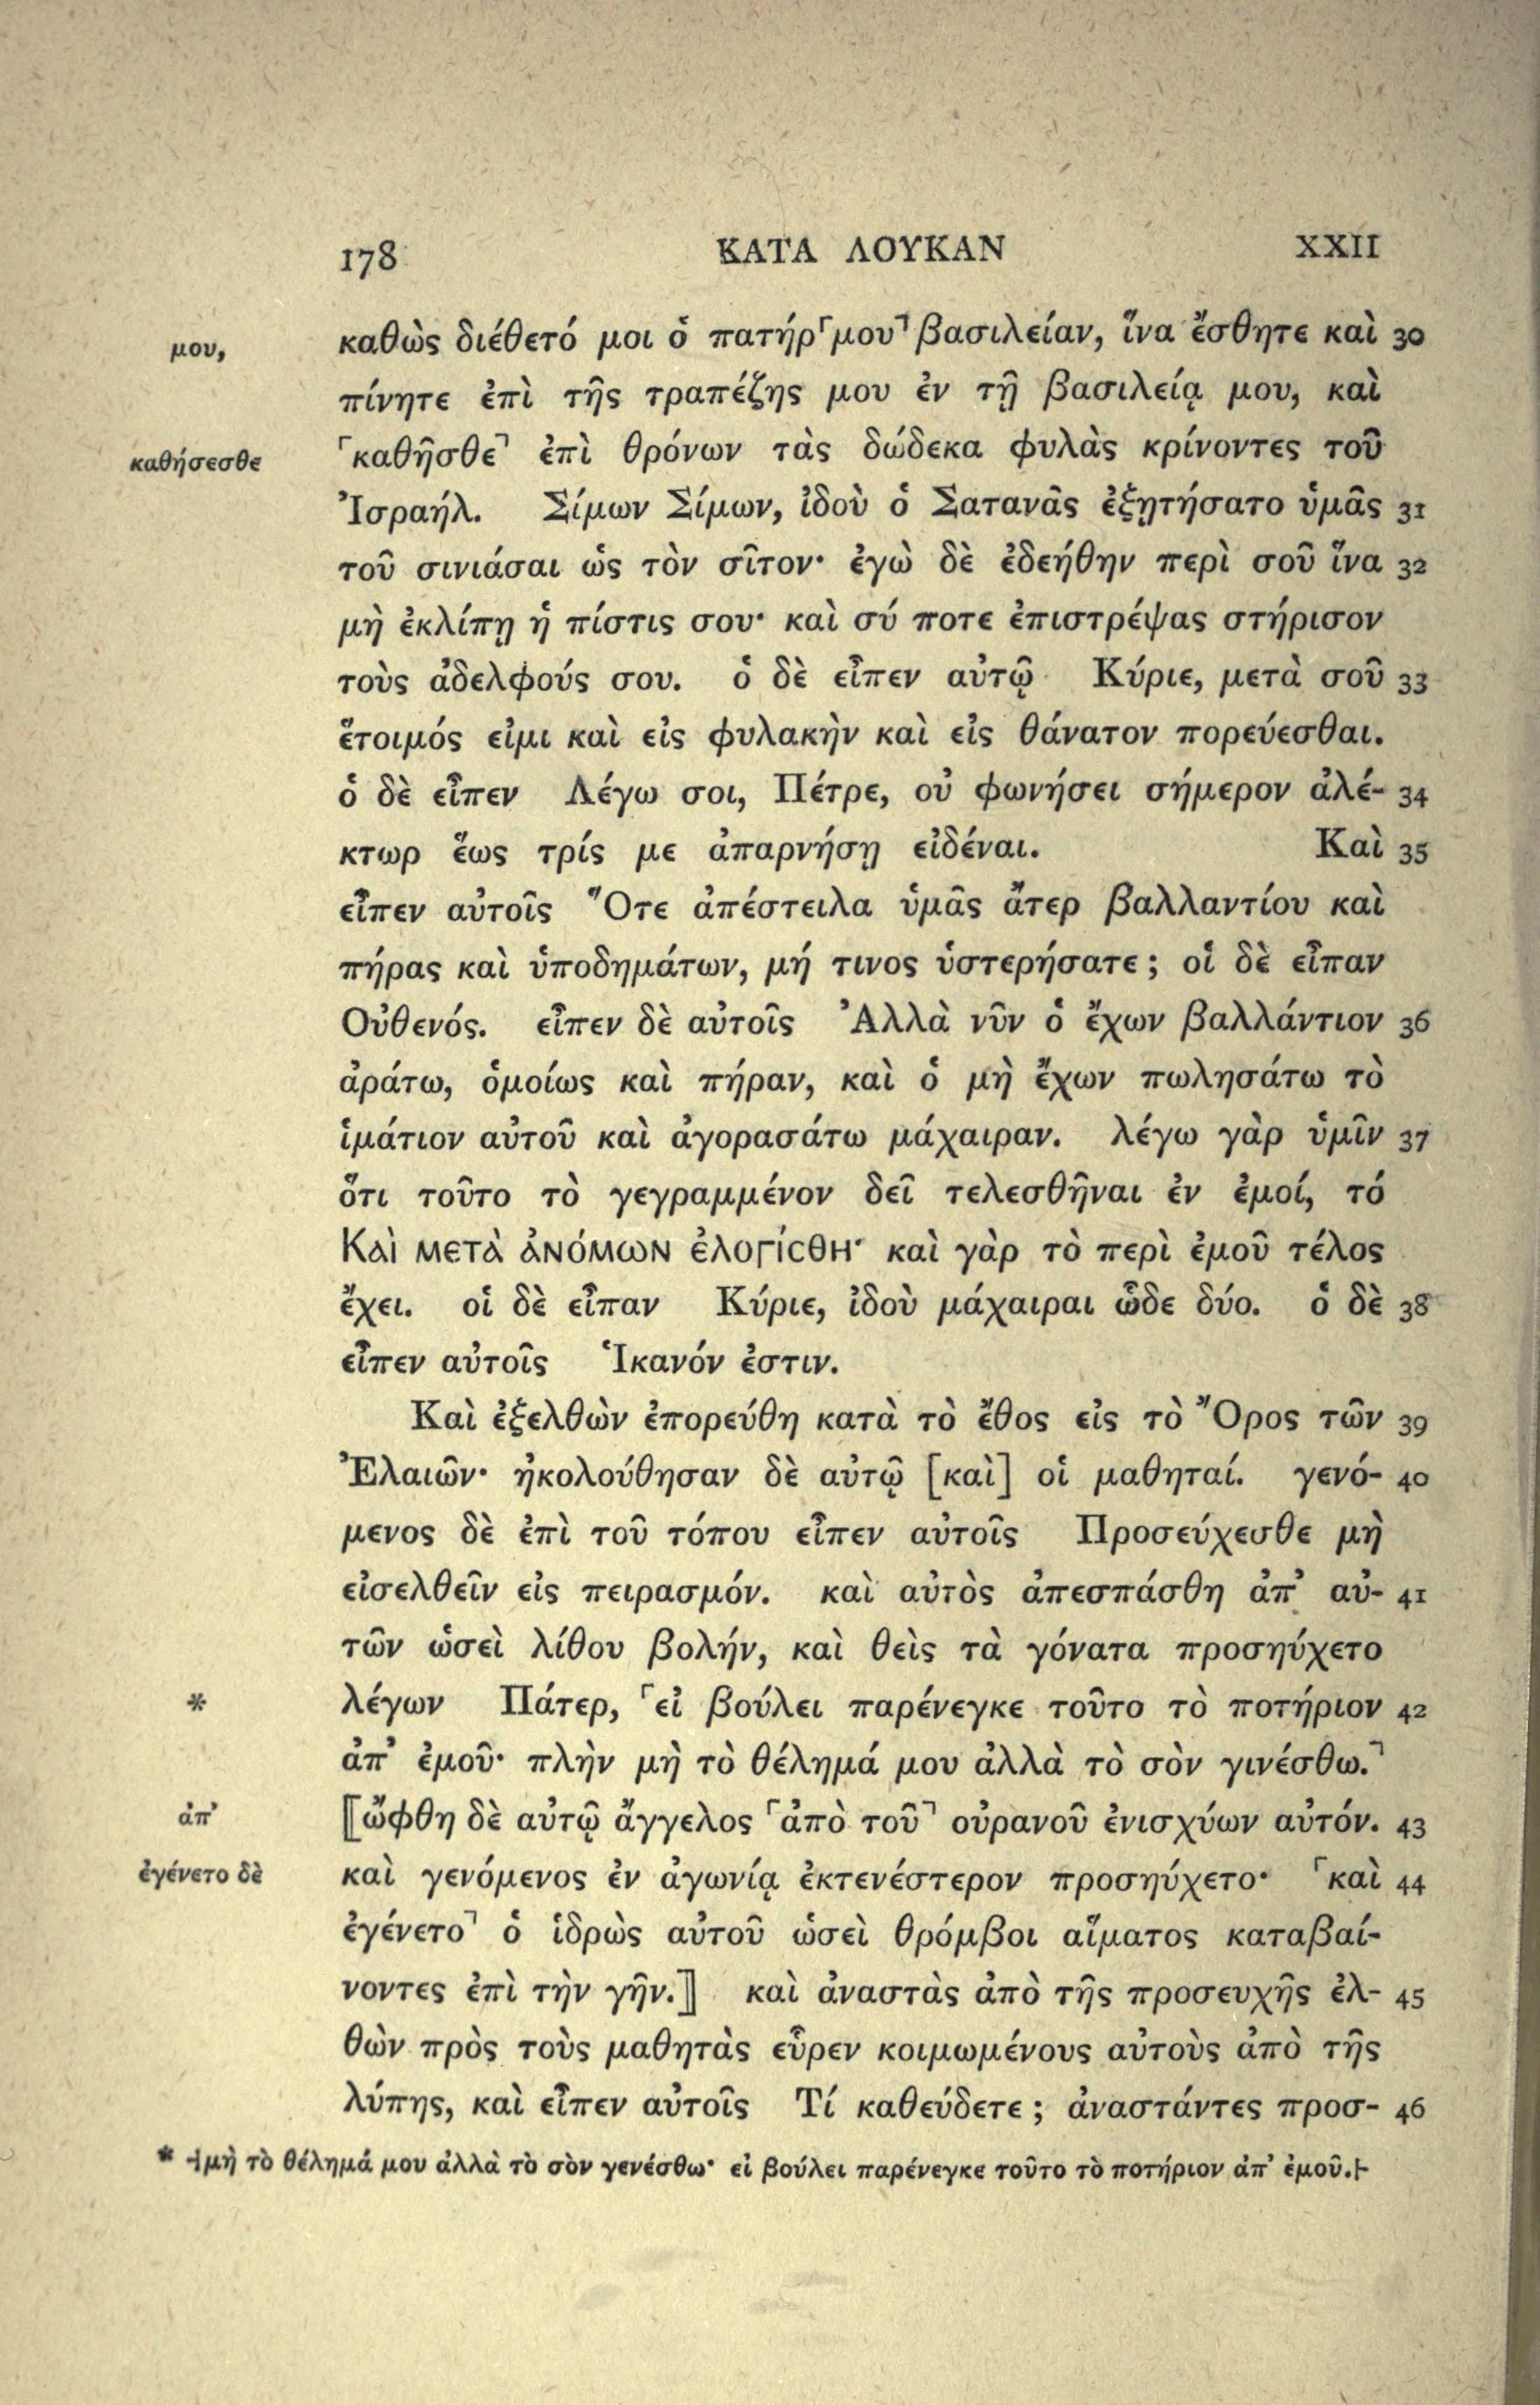 178 ΚΑΤΑ ΛΟΥΚΑΝ XXII
μου, καθὼς διέθετό μοι ὁ πατήρ ⸀μου⸃ βασιλείαν, ἵνα ἔσθητε καὶ 30
πίνητε ἐπὶ τῆς τραπέζης μου ἐν τῇ βασιλείᾳ μου, καὶ
καθήσεσθε ⸂καθῆσθε⸃ ἐπὶ θρόνων τὰς δώδεκα φυλὰς κρίνοντες τοῦ
Ἰσραήλ. Σίμων Σίμων, ἰδοὺ ὁ Σατανᾶς ἐξῃτήσατο ὑμᾶς 31
τοῦ σινιάσαι ὡς τὸν σῖτον· ἐγὼ δὲ ἐδεήθην περὶ σοῦ ἵνα 32
μὴ ἐκλίπῃ ἡ πίστις σου· καὶ σύ ποτε ἐπιστρέψας στήρισον
τοὺς ἀδελφούς σου. ὁ δὲ εἶπεν αὐτῷ Κύριε, μετὰ σοῦ 33
ἕτοιμός εἰμι καὶ εἰς φυλακὴν καὶ εἰς θάνατον πορεύεσθαι.
ὁ δὲ εἶπεν Λέγω σοι, Πέτρε, οὐ φωνήσει σήμερον ἀλέ- 34
κτωρ ἕως τρίς με ἀπαρνήσῃ εἰδέναι. Καὶ 35
εἶπεν αὐτοῖς Ὅτε ἀπέστειλα ὑμᾶς ἄτερ βαλλαντίου καὶ
πήρας καὶ ὑποδημάτων, μή τινος ὑστερήσατε; οἱ δὲ εἶπαν
Οὐθενός. εἶπεν δὲ αὐτοῖς Ἀλλὰ νῦν ὁ ἔχων βαλλάντιον 36
ἀράτω, ὁμοίως καὶ πήραν, καὶ ὁ μὴ ἔχων πωλησάτω τὸ
ἱμάτιον αὐτοῦ καὶ ἀγορασάτω μάχαιραν. λέγω γὰρ ὑμῖν 37
ὅτι τοῦτο τὸ γεγραμμένον δεῖ τελεσθῆναι ἐν ἐμοί, τό
Καὶ μετὰ ἀνόμων ἐλογίσθη· καὶ γὰρ τὸ περὶ ἐμοῦ τέλος
ἔχει. οἱ δὲ εἶπαν Κύριε, ἰδοὺ μάχαιραι ὧδε δύο. ὁ δὲ 38
εἶπεν αὐτοῖς Ἱκανόν ἐστιν.
Καὶ ἐξελθὼν ἐπορεύθη κατὰ τὸ ἔθος εἰς τὸ Ὄρος τῶν 39
Ἐλαιῶν· ἠκολούθησαν δὲ αὐτῷ [καὶ] οἱ μαθηταί. γενό- 40
μενος δὲ ἐπὶ τοῦ τόπου εἶπεν αὐτοῖς Προσεύχεσθε μὴ
εἰσελθεῖν εἰς πειρασμόν. καὶ αὐτὸς ἀπεσπάσθη ἀπ’ αὐ- 41
τῶν ὡσεὶ λίθου βολήν, καὶ θεὶς τὰ γόνατα προσηύχετο
* λέγων Πάτερ, ⸂εἰ βούλει παρένεγκε τοῦτο τὸ ποτήριον 42
ἀπ’ ἐμοῦ· πλὴν μὴ τὸ θέλημά μου ἀλλὰ τὸ σὸν γινέσθω.⸃
ἀπ’ ⟦ὤφθη δὲ αὐτῷ ἄγγελος ⸂ἀπὸ τοῦ⸃ οὐρανοῦ ἐνισχύων αὐτόν. 43
ἐγένετο δὲ καὶ γενόμενος ἐν ἀγωνίᾳ ἐκτενέστερον προσηύχετο· ⸂καὶ 44
ἐγένετο⸃ ὁ ἱδρὼς αὐτοῦ ὡσεὶ θρόμβοι αἵματος καταβαί-
νοντες ἐπὶ τὴν γῆν.⟧ καὶ ἀναστὰς ἀπὸ τῆς προσευχῆς ἐλ- 45
θὼν πρὸς τοὺς μαθητὰς εὗρεν κοιμωμένους αὐτοὺς ἀπὸ τῆς
λύπης, καὶ εἶπεν αὐτοῖς Τί καθεύδετε; ἀναστάντες προσ- 46
* ⊣μὴ τὸ θέλημά μου ἀλλὰ τὸ σὸν γενέσθω· εἰ βούλει παρένεγκε τοῦτο τὸ ποτήριον ἀπ’ ἐμοῦ.⊢